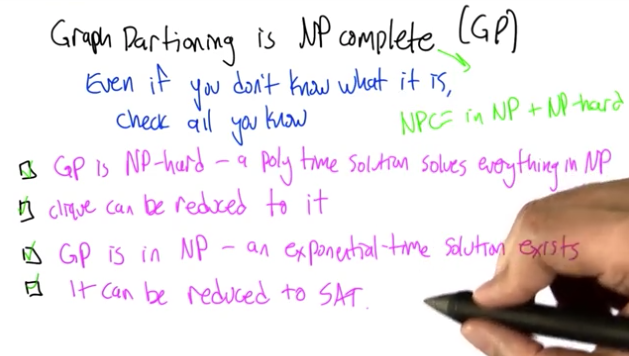 Graph Partioning is NP complete (GP)
Even if you don't know what it is,
check all you know
NPC = in NP + NP-hard
GP is NP-hard - a poly time solution solves everything in NP
clique can be reduced to it
GP is in NP - an exponential-time solution exists
It can be reduced to SAT.